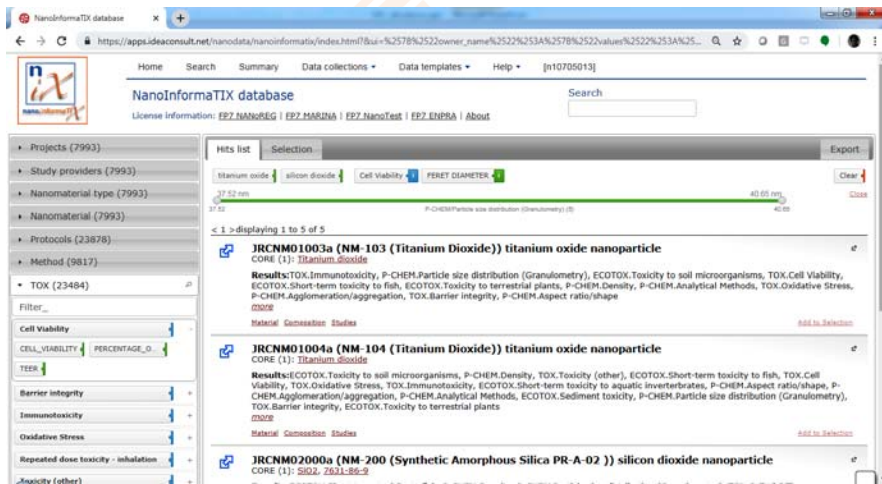 NanoInformaTIX database
https://apps.ideaconsult.net/nanodata/nanoinformatix/index.html?&ui=%2578%2522owner_name%2522%253A%2578%2522values%2522%253A%25...
Home Search Summary Data collections Data templates Help [n10705013]
NanoInformaTIX database
Search
License information: FP7 NANoREG | FP7 MARINA | FP7 NanoTest | FP7 ENPRA | About
Projects (7993)
Study providers (7993)
Nanomaterial type (7993)
Nanomaterial (7993)
Protocols (23878)
Method (9817)
TOX (23484)
Filter_
Cell Viability
CELL_VIABILITY PERCENTAGE_O...
TEER
Barrier integrity
Immunotoxicity
Oxidative Stress
Repeated dose toxicity - inhalation
Toxicity (other)
Hits list Selection Export
titanium oxide silicon dioxide Cell Viability FERET DIAMETER Clear
37.52 nm 40.65 nm Close
37.52 P-CHEM/Particle size distribution (Granulometry) (5) 40.65
< 1 >displaying 1 to 5 of 5
JRCNM01003a (NM-103 (Titanium Dioxide)) titanium oxide nanoparticle
CORE (1): Titanium dioxide
Results:TOX.Immunotoxicity, P-CHEM.Particle size distribution (Granulometry), ECOTOX.Toxicity to soil microorganisms, TOX.Cell Viability,
ECOTOX.Short-term toxicity to fish, ECOTOX.Toxicity to terrestrial plants, P-CHEM.Density, P-CHEM.Analytical Methods, TOX.Oxidative Stress,
P-CHEM.Agglomeration/aggregation, TOX.Barrier integrity, P-CHEM.Aspect ratio/shape
more
Material Composition Studies Add to Selection
JRCNM01004a (NM-104 (Titanium Dioxide)) titanium oxide nanoparticle
CORE (1): Titanium dioxide
Results:ECOTOX.Toxicity to soil microorganisms, P-CHEM.Density, TOX.Toxicity (other), ECOTOX.Short-term toxicity to fish, TOX.Cell
Viability, TOX.Oxidative Stress, TOX.Immunotoxicity, ECOTOX.Short-term toxicity to aquatic inverterbrates, P-CHEM.Aspect ratio/shape, P-
CHEM.Agglomeration/aggregation, P-CHEM.Analytical Methods, ECOTOX.Sediment toxicity, P-CHEM.Particle size distribution (Granulometry),
TOX.Barrier integrity, ECOTOX.Toxicity to terrestrial plants
more
Material Composition Studies Add to Selection
JRCNM02000a (NM-200 (Synthetic Amorphous Silica PR-A-02 )) silicon dioxide nanoparticle
CORE (1): SiO2, 7631-86-9